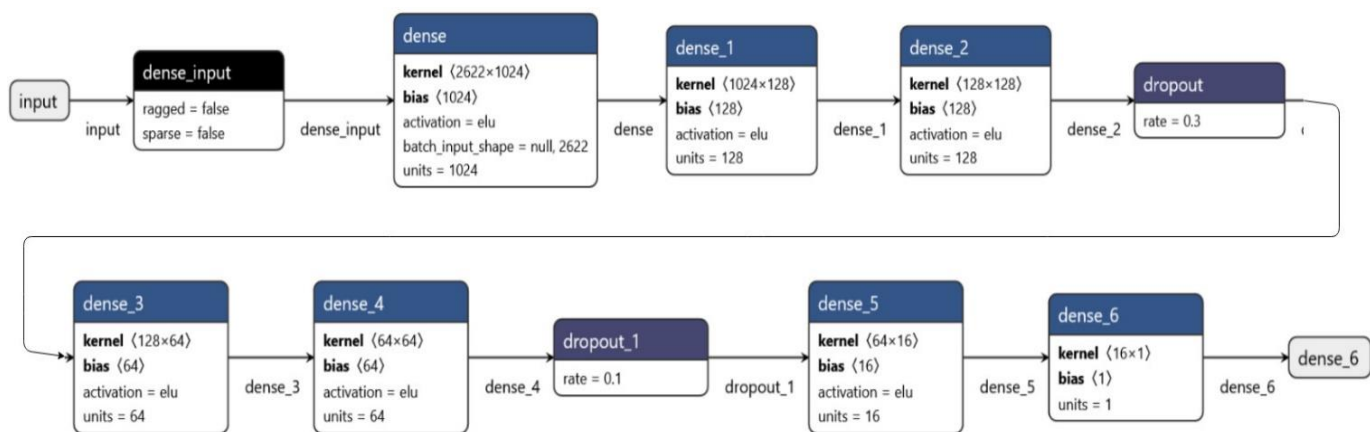 input
input
dense_input
ragged = false
sparse = false
dense_input
dense
kernel ⟨2622×1024⟩
bias ⟨1024⟩
activation = elu
batch_input_shape = null, 2622
units = 1024
dense
dense_1
kernel ⟨1024×128⟩
bias ⟨128⟩
activation = elu
units = 128
dense_1
dense_2
kernel ⟨128×128⟩
bias ⟨128⟩
activation = elu
units = 128
dense_2
dropout
rate = 0.3
dense_3
kernel ⟨128×64⟩
bias ⟨64⟩
activation = elu
units = 64
dense_3
dense_4
kernel ⟨64×64⟩
bias ⟨64⟩
activation = elu
units = 64
dense_4
dropout_1
rate = 0.1
dropout_1
dense_5
kernel ⟨64×16⟩
bias ⟨16⟩
activation = elu
units = 16
dense_5
dense_6
kernel ⟨16×1⟩
bias ⟨1⟩
units = 1
dense_6
dense_6